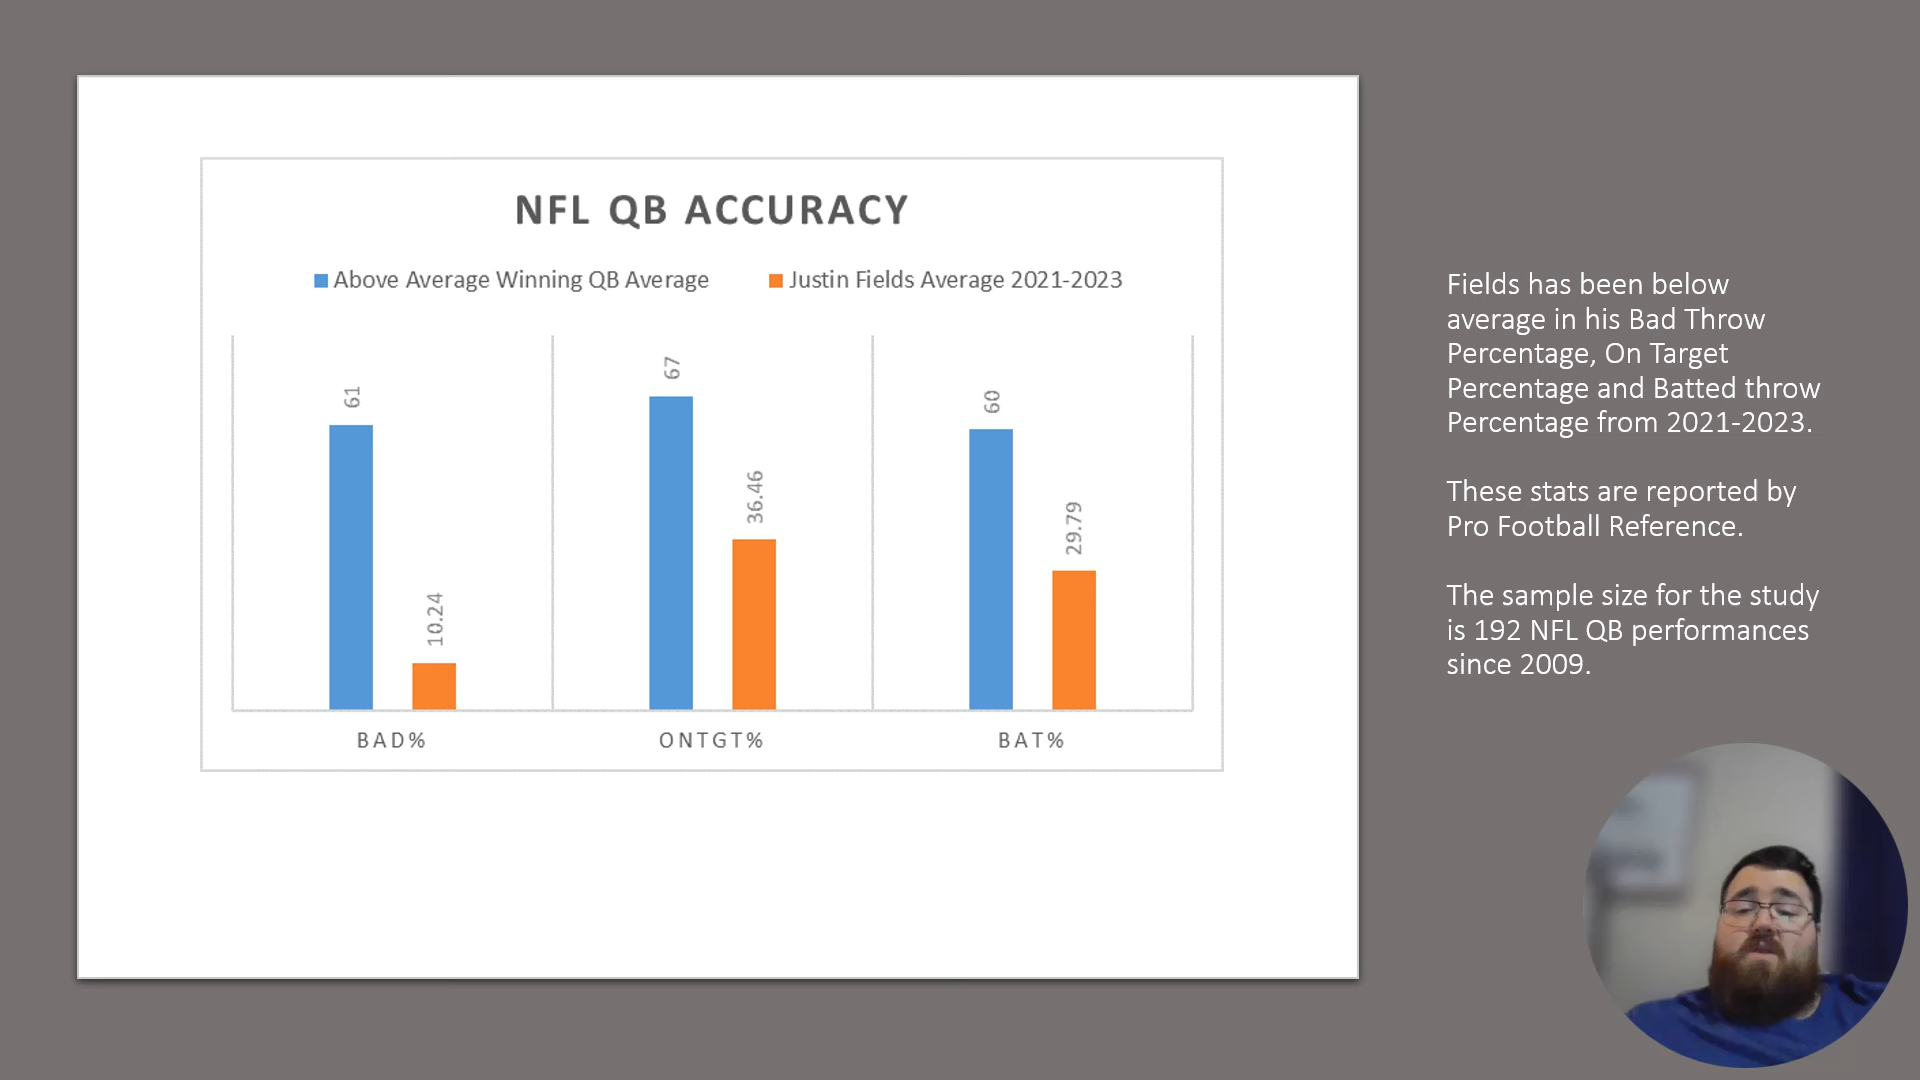 NFL QB ACCURACY
Above Average Winning QB Average
Justin Fields Average 2021-2023
61
10.24
67
36.46
60
29.79
BAD%
ONTGT%
BAT%
Fields has been below
average in his Bad Throw
Percentage, On Target
Percentage and Batted throw
Percentage from 2021-2023.
These stats are reported by
Pro Football Reference.
The sample size for the study
is 192 NFL QB performances
since 2009.